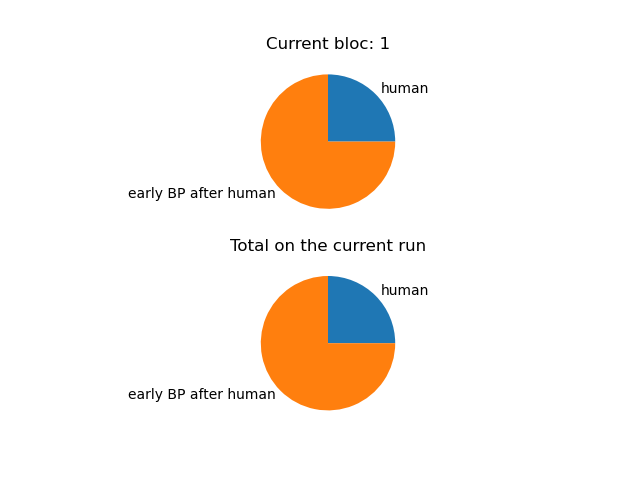 Current bloc: 1
human
early BP after human
Total on the current run
human
early BP after human